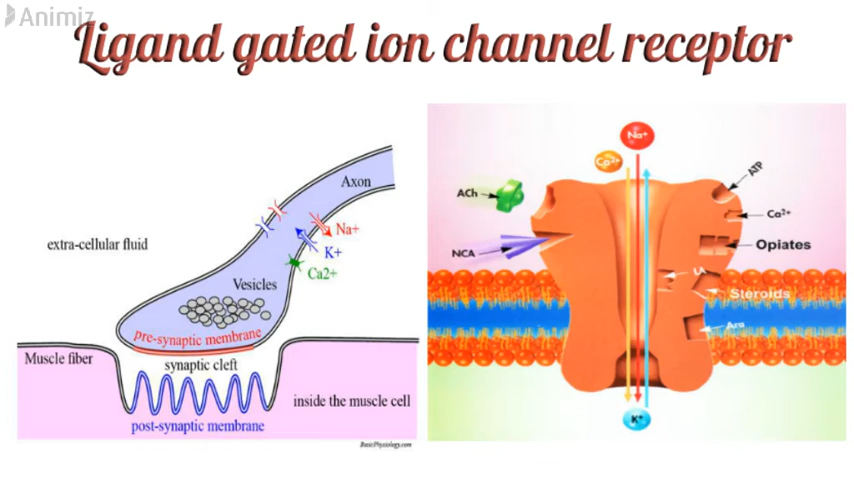 Animiz
Ligand gated ion channel receptor
Axon
Na+
K+
Ca2+
extra-cellular fluid
Vesicles
pre-synaptic membrane
Muscle fiber
synaptic cleft
inside the muscle cell
post-synaptic membrane
BasicPhysiology.com
Na+
Ca2+
ATP
ACh
Ca2+
NCA
Opiates
LA
Steroids
K+